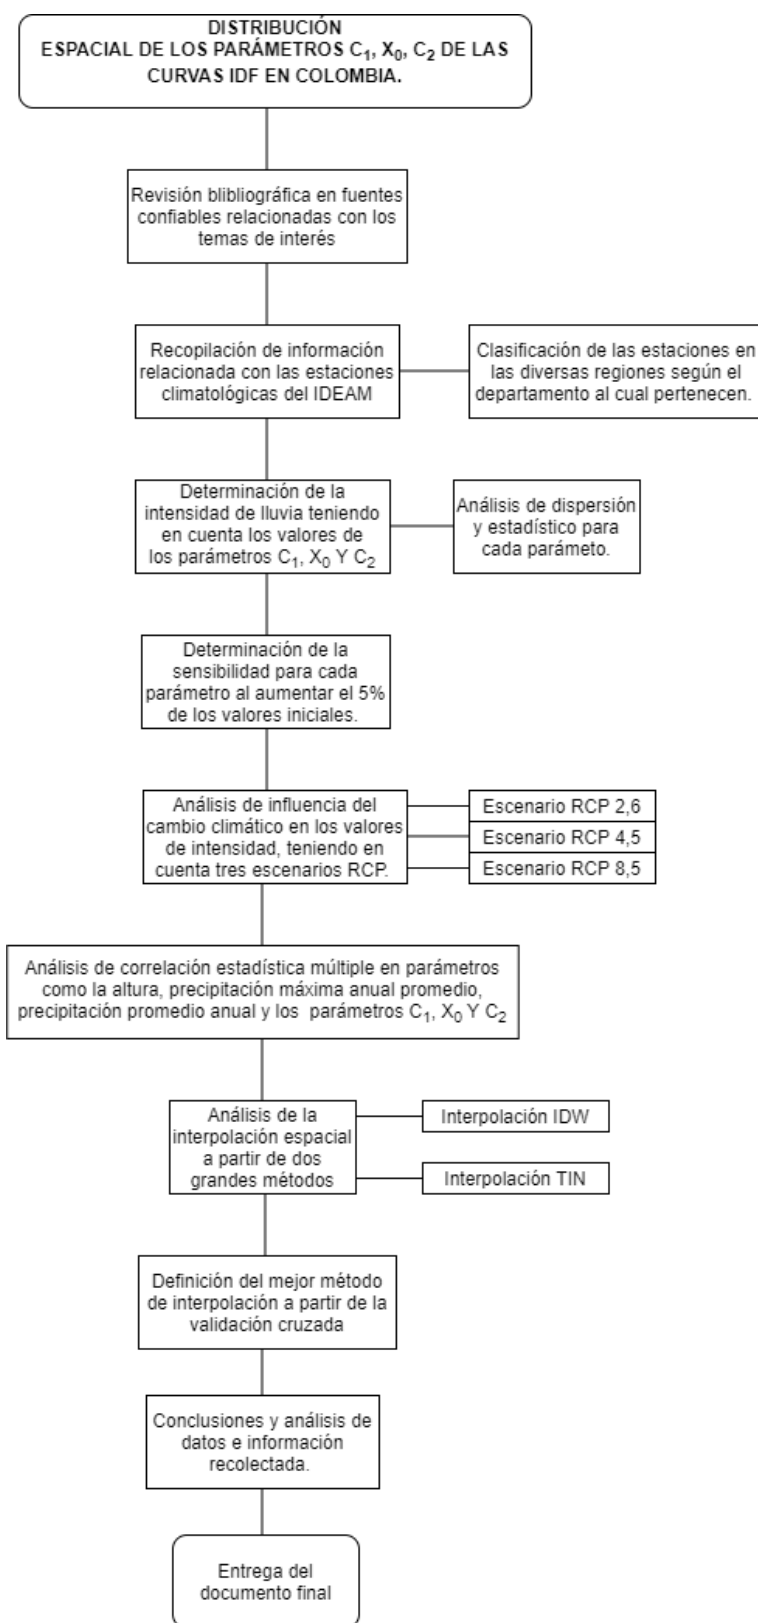 DISTRIBUCIÓN
ESPACIAL DE LOS PARÁMETROS C₁, X₀, C₂ DE LAS
CURVAS IDF EN COLOMBIA.
Revisión blibliográfica en fuentes
confiables relacionadas con los
temas de interés
Recopilación de información
relacionada con las estaciones
climatológicas del IDEAM
Clasificación de las estaciones en
las diversas regiones según el
departamento al cual pertenecen.
Determinación de la
intensidad de lluvia teniendo
en cuenta los valores de
los parámetros C₁, X₀ Y C₂
Análisis de dispersión
y estadístico para
cada parámeto.
Determinación de la
sensibilidad para cada
parámetro al aumentar el 5%
de los valores iniciales.
Análisis de influencia del
cambio climático en los valores
de intensidad, teniendo en
cuenta tres escenarios RCP.
Escenario RCP 2,6
Escenario RCP 4,5
Escenario RCP 8,5
Análisis de correlación estadística múltiple en parámetros
como la altura, precipitación máxima anual promedio,
precipitación promedio anual y los parámetros C₁, X₀ Y C₂
Análisis de la
interpolación espacial
a partir de dos
grandes métodos
Interpolación IDW
Interpolación TIN
Definición del mejor método
de interpolación a partir de la
validación cruzada
Conclusiones y análisis de
datos e información
recolectada.
Entrega del
documento final